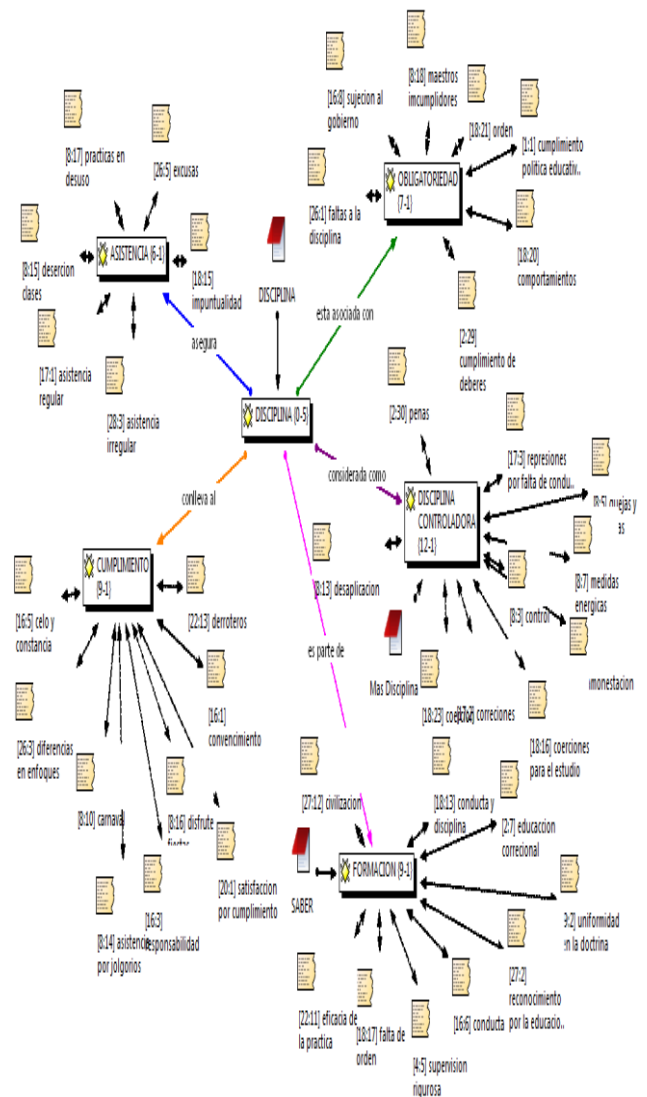 [16:8] sujecion al
gobierno
[8:18] maestros
imcumplidores
[18:21] orden
[1:1] cumplimiento
politica educativ..
[8:17] practicas en
desuso
[26:5] excusas
OBLIGATORIEDAD
{7-1}
[26:1] faltas a la
disciplina
[18:20]
comportamientos
[8:15] desercion
clases
ASISTENCIA {6-1}
[18:15]
impuntualidad
DISCIPLINA
esta asociada con
asegura
[17:1] asistencia
regular
[28:3] asistencia
irregular
[2:29]
cumplimiento de
deberes
DISCIPLINA {0-5}
[2:30] penas
considerada como
[17:3] represiones
por falta de condu..
conlleva al
DISCIPLINA
CONTROLADORA
{12-1}
CUMPLIMIENTO
{9-1}
[16:5] celo y
constancia
[22:13] derroteros
[8:13] desaplicacion
[8:3] control
[8:7] medidas
energicas
es parte de
Mas Disciplina
[18:23]
correciones
[18:16] coerciones
para el estudio
[16:1]
convencimiento
[26:3] diferencias
en enfoques
[8:10] carnaval
[8:16] disfrute
[20:1] satisfaccion
por cumplimiento
[16:3]
responsabilidad
[8:14] asistencia
por jolgorios
[27:12] civilizacion
[18:13] conducta y
disciplina
[2:7] educaccion
correcional
SABER
FORMACION {9-1}
9:2] uniformidad
en la doctrina
[27:2]
reconocimiento
por la educacio..
[22:11] eficacia de
la practica
[18:17] falta de
orden
[16:6] conducta
[4:5] supervision
rigurosa